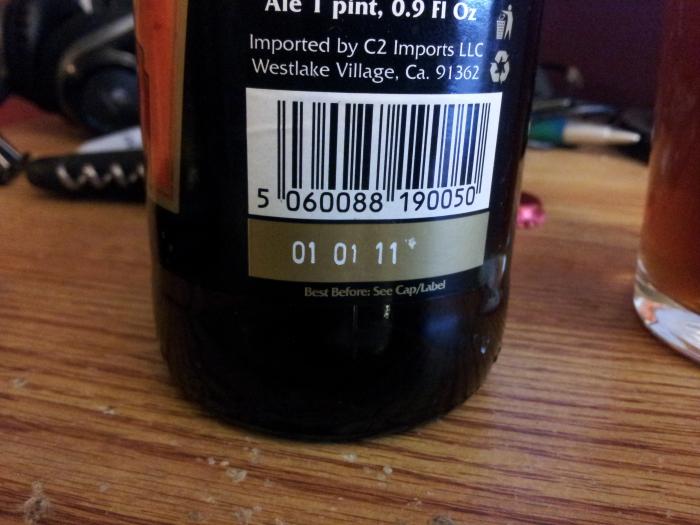 Ale 1 pint, 0.9 Fl Oz
Imported by C2 Imports LLC
Westlake Village, Ca. 91362
5 060088 190050
01 01 11
Best Before: See Cap/Label